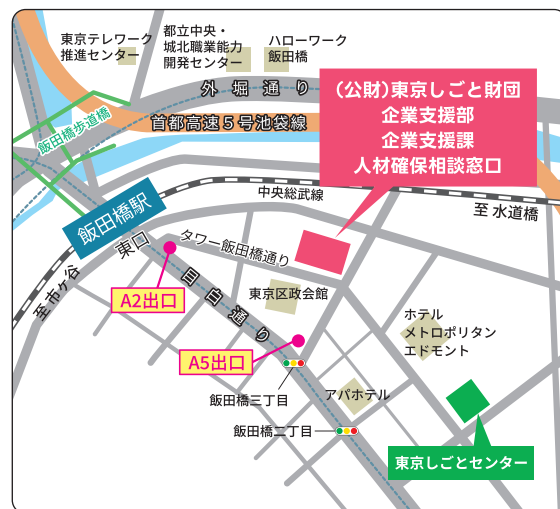 東京テレワーク
推進センター
都立中央・
城北職業能力
開発センター
ハローワーク
飯田橋
外堀通り
首都高速5号池袋線
飯田橋歩道橋
(公財)東京しごと財団
企業支援部
企業支援課
人材確保相談窓口
中央総武線
至 水道橋
飯田橋駅
東口
タワー飯田橋通り
至 市ヶ谷
A2出口
目白通り
東京区政会館
A5出口
ホテル
メトロポリタン
エドモント
飯田橋三丁目
アパホテル
飯田橋二丁目
東京しごとセンター